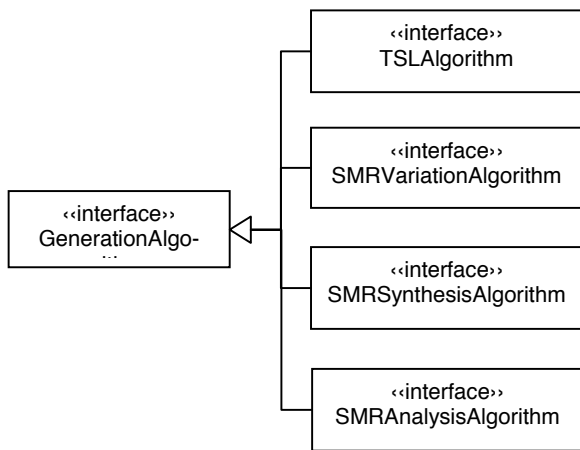 ‹‹interface››
TSLAlgorithm
‹‹interface››
SMRVariationAlgorithm
‹‹interface››
GenerationAlgo-
‹‹interface››
SMRSynthesisAlgorithm
‹‹interface››
SMRAnalysisAlgorithm